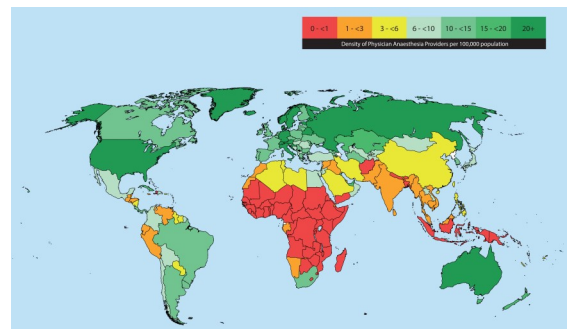 0 - <1 1 - <3 3 - <6 6 - <10 10 - <15 15 - <20 20+
Density of Physician Anaesthesia Providers per 100,000 population